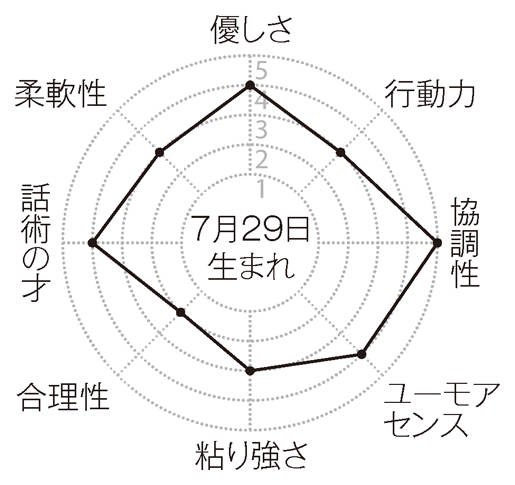 優しさ
柔軟性
行動力
5
4
3
2
1
話術の才
7月29日
生まれ
協調性
合理性
ユーモア
センス
粘り強さ